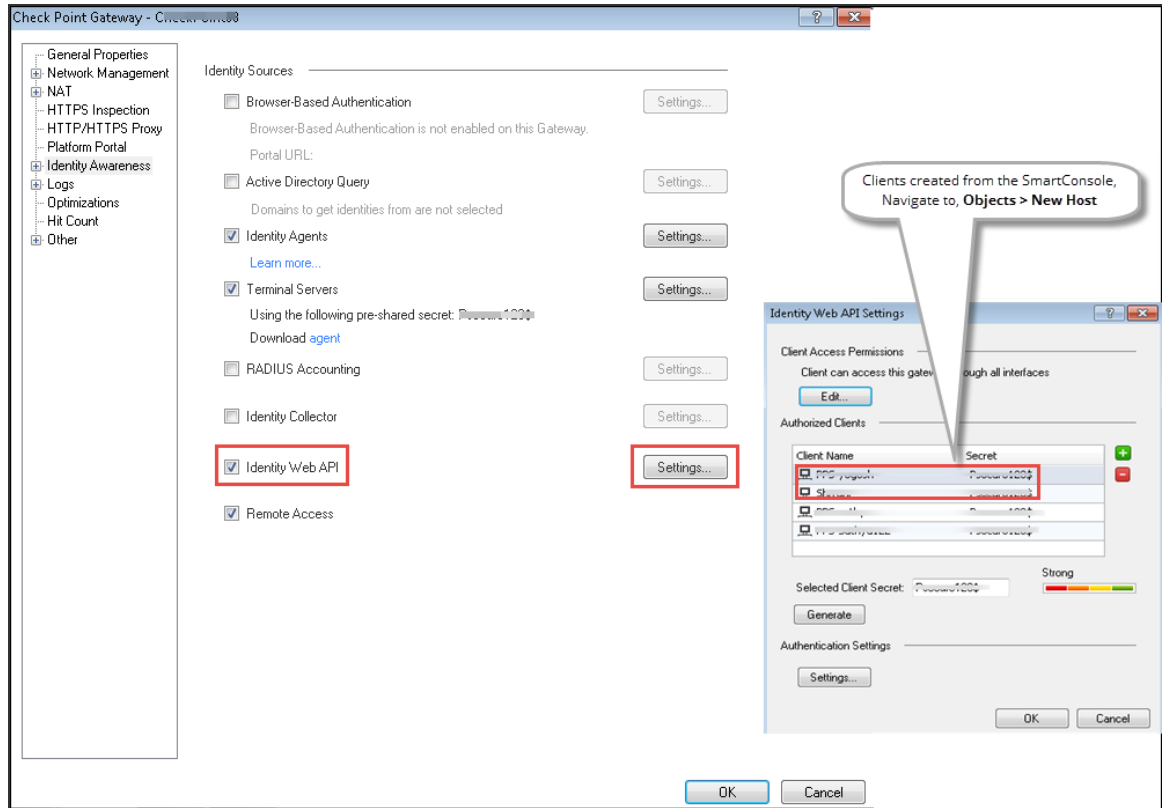 Check Point Gateway -
General Properties
Network Management
NAT
HTTPS Inspection
HTTP/HTTPS Proxy
Platform Portal
Identity Awareness
Logs
Optimizations
Hit Count
Other
Identity Sources
Browser-Based Authentication
Settings...
Browser-Based Authentication is not enabled on this Gateway.
Portal URL:
Active Directory Query
Settings...
Domains to get identities from are not selected
Identity Agents
Settings...
Learn more...
Terminal Servers
Settings...
Using the following pre-shared secret:
Download agent
RADIUS Accounting
Settings...
Identity Collector
Settings...
Identity Web API
Settings...
Remote Access
OK
Cancel
Clients created from the SmartConsole,
Navigate to, Objects > New Host
Identity Web API Settings
Client Access Permissions
Client can access this ough all interfaces
Edit...
Authorized Clients
Client Name
Secret
Selected Client Secret:
Strong
Generate
Authentication Settings
Settings...
OK
Cancel